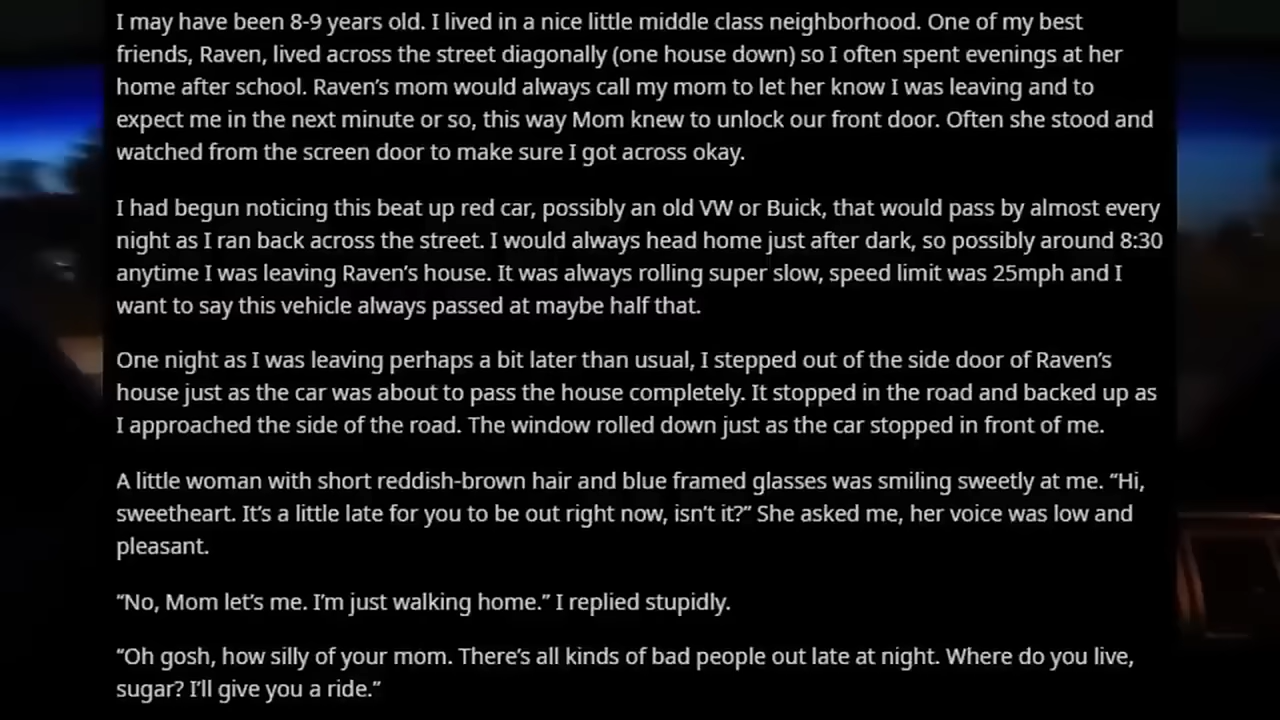 I may have been 8-9 years old. I lived in a nice little middle class neighborhood. One of my best
friends, Raven, lived across the street diagonally (one house down) so I often spent evenings at her
home after school. Raven’s mom would always call my mom to let her know I was leaving and to
expect me in the next minute or so, this way Mom knew to unlock our front door. Often she stood and
watched from the screen door to make sure I got across okay.
I had begun noticing this beat up red car, possibly an old VW or Buick, that would pass by almost every
night as I ran back across the street. I would always head home just after dark, so possibly around 8:30
anytime I was leaving Raven’s house. It was always rolling super slow, speed limit was 25mph and I
want to say this vehicle always passed at maybe half that.
One night as I was leaving perhaps a bit later than usual, I stepped out of the side door of Raven’s
house just as the car was about to pass the house completely. It stopped in the road and backed up as
I approached the side of the road. The window rolled down just as the car stopped in front of me.
A little woman with short reddish-brown hair and blue framed glasses was smiling sweetly at me. “Hi,
sweetheart. It’s a little late for you to be out right now, isn’t it?” She asked me, her voice was low and
pleasant.
“No, Mom let’s me. I’m just walking home.” I replied stupidly.
“Oh gosh, how silly of your mom. There’s all kinds of bad people out late at night. Where do you live,
sugar? I’ll give you a ride.”